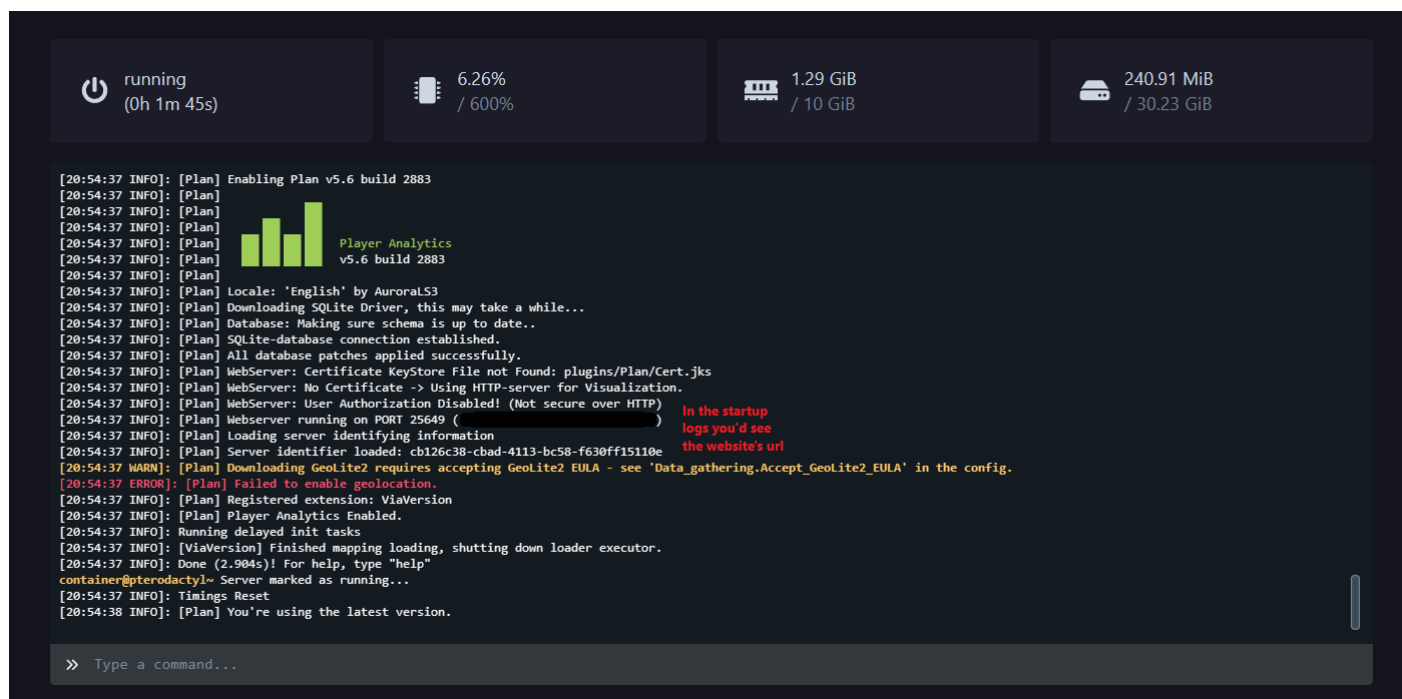 running
(0h 1m 45s)
6.26%
/ 600%
1.29 GiB
/ 10 GiB
240.91 MiB
/ 30.23 GiB
[20:54:37 INFO]: [Plan] Enabling Plan v5.6 build 2883
[20:54:37 INFO]: [Plan]
[20:54:37 INFO]: [Plan]
[20:54:37 INFO]: [Plan]
[20:54:37 INFO]: [Plan] Player Analytics
[20:54:37 INFO]: [Plan] v5.6 build 2883
[20:54:37 INFO]: [Plan]
[20:54:37 INFO]: [Plan] Locale: 'English' by AuroraLS3
[20:54:37 INFO]: [Plan] Downloading SQLite Driver, this may take a while...
[20:54:37 INFO]: [Plan] Database: Making sure schema is up to date..
[20:54:37 INFO]: [Plan] SQLite-database connection established.
[20:54:37 INFO]: [Plan] All database patches applied successfully.
[20:54:37 INFO]: [Plan] WebServer: Certificate KeyStore File not Found: plugins/Plan/Cert.jks
[20:54:37 INFO]: [Plan] WebServer: No Certificate -> Using HTTP-server for Visualization.
[20:54:37 INFO]: [Plan] WebServer: User Authorization Disabled! (Not secure over HTTP)
[20:54:37 INFO]: [Plan] Webserver running on PORT 25649 ( )
[20:54:37 INFO]: [Plan] Loading server identifying information
[20:54:37 INFO]: [Plan] Server identifier loaded: cb126c38-cbad-4113-bc58-f630ff15110e
In the startup
logs you'd see
the website's url
[20:54:37 WARN]: [Plan] Downloading GeoLite2 requires accepting GeoLite2 EULA - see 'Data_gathering.Accept_GeoLite2_EULA' in the config.
[20:54:37 ERROR]: [Plan] Failed to enable geolocation.
[20:54:37 INFO]: [Plan] Registered extension: ViaVersion
[20:54:37 INFO]: [Plan] Player Analytics Enabled.
[20:54:37 INFO]: Running delayed init tasks
[20:54:37 INFO]: [ViaVersion] Finished mapping loading, shutting down loader executor.
[20:54:37 INFO]: Done (2.904s)! For help, type "help"
container@pterodactyl~ Server marked as running...
[20:54:37 INFO]: Timings Reset
[20:54:38 INFO]: [Plan] You're using the latest version.
» Type a command...